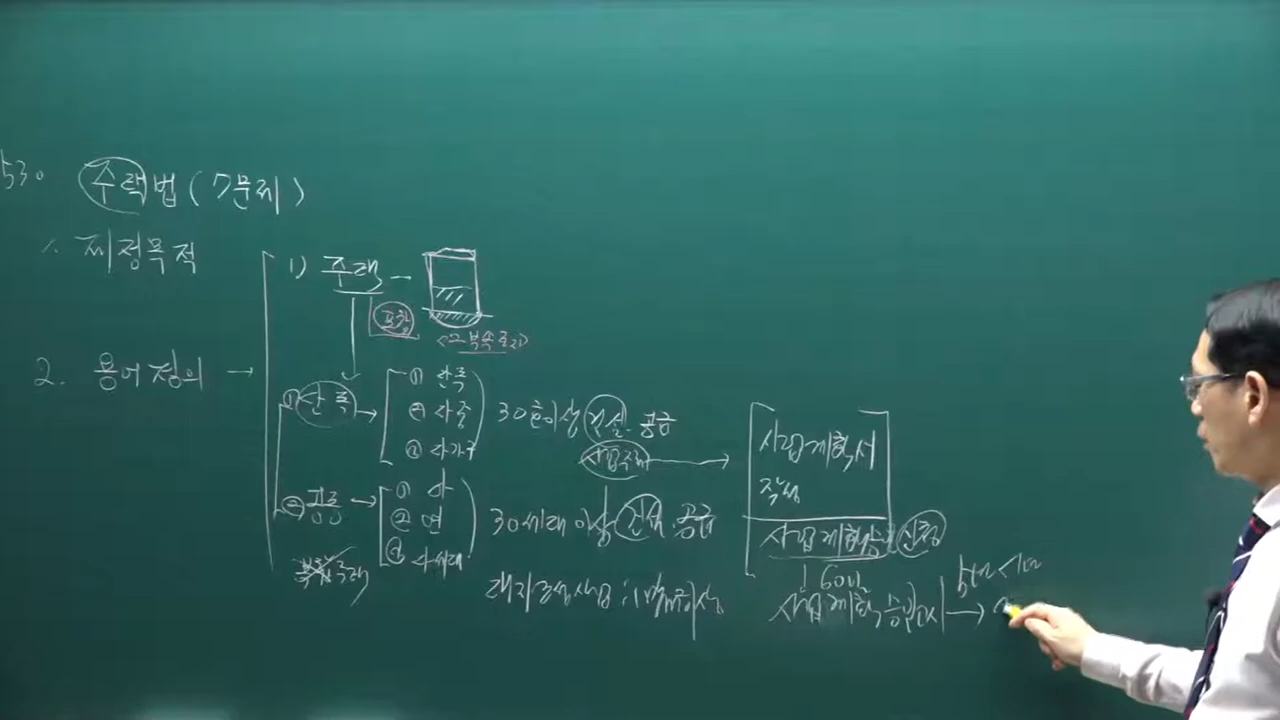 주택법 (7문제)
제정목적
1) 주택 -
포함
<그 부속토지>
2. 용어정의 →
① 단독 →
① 단독
② 다중
③ 다가구
30호이상 건설 공급
사업주체
사업계획서
작성
② 공동 →
① 아
② 연
③ 다세대
30세대 이상 건설 공급
사업계획승인 신청
60일
대지조성사업 : 1만㎡이상
사업계획승인